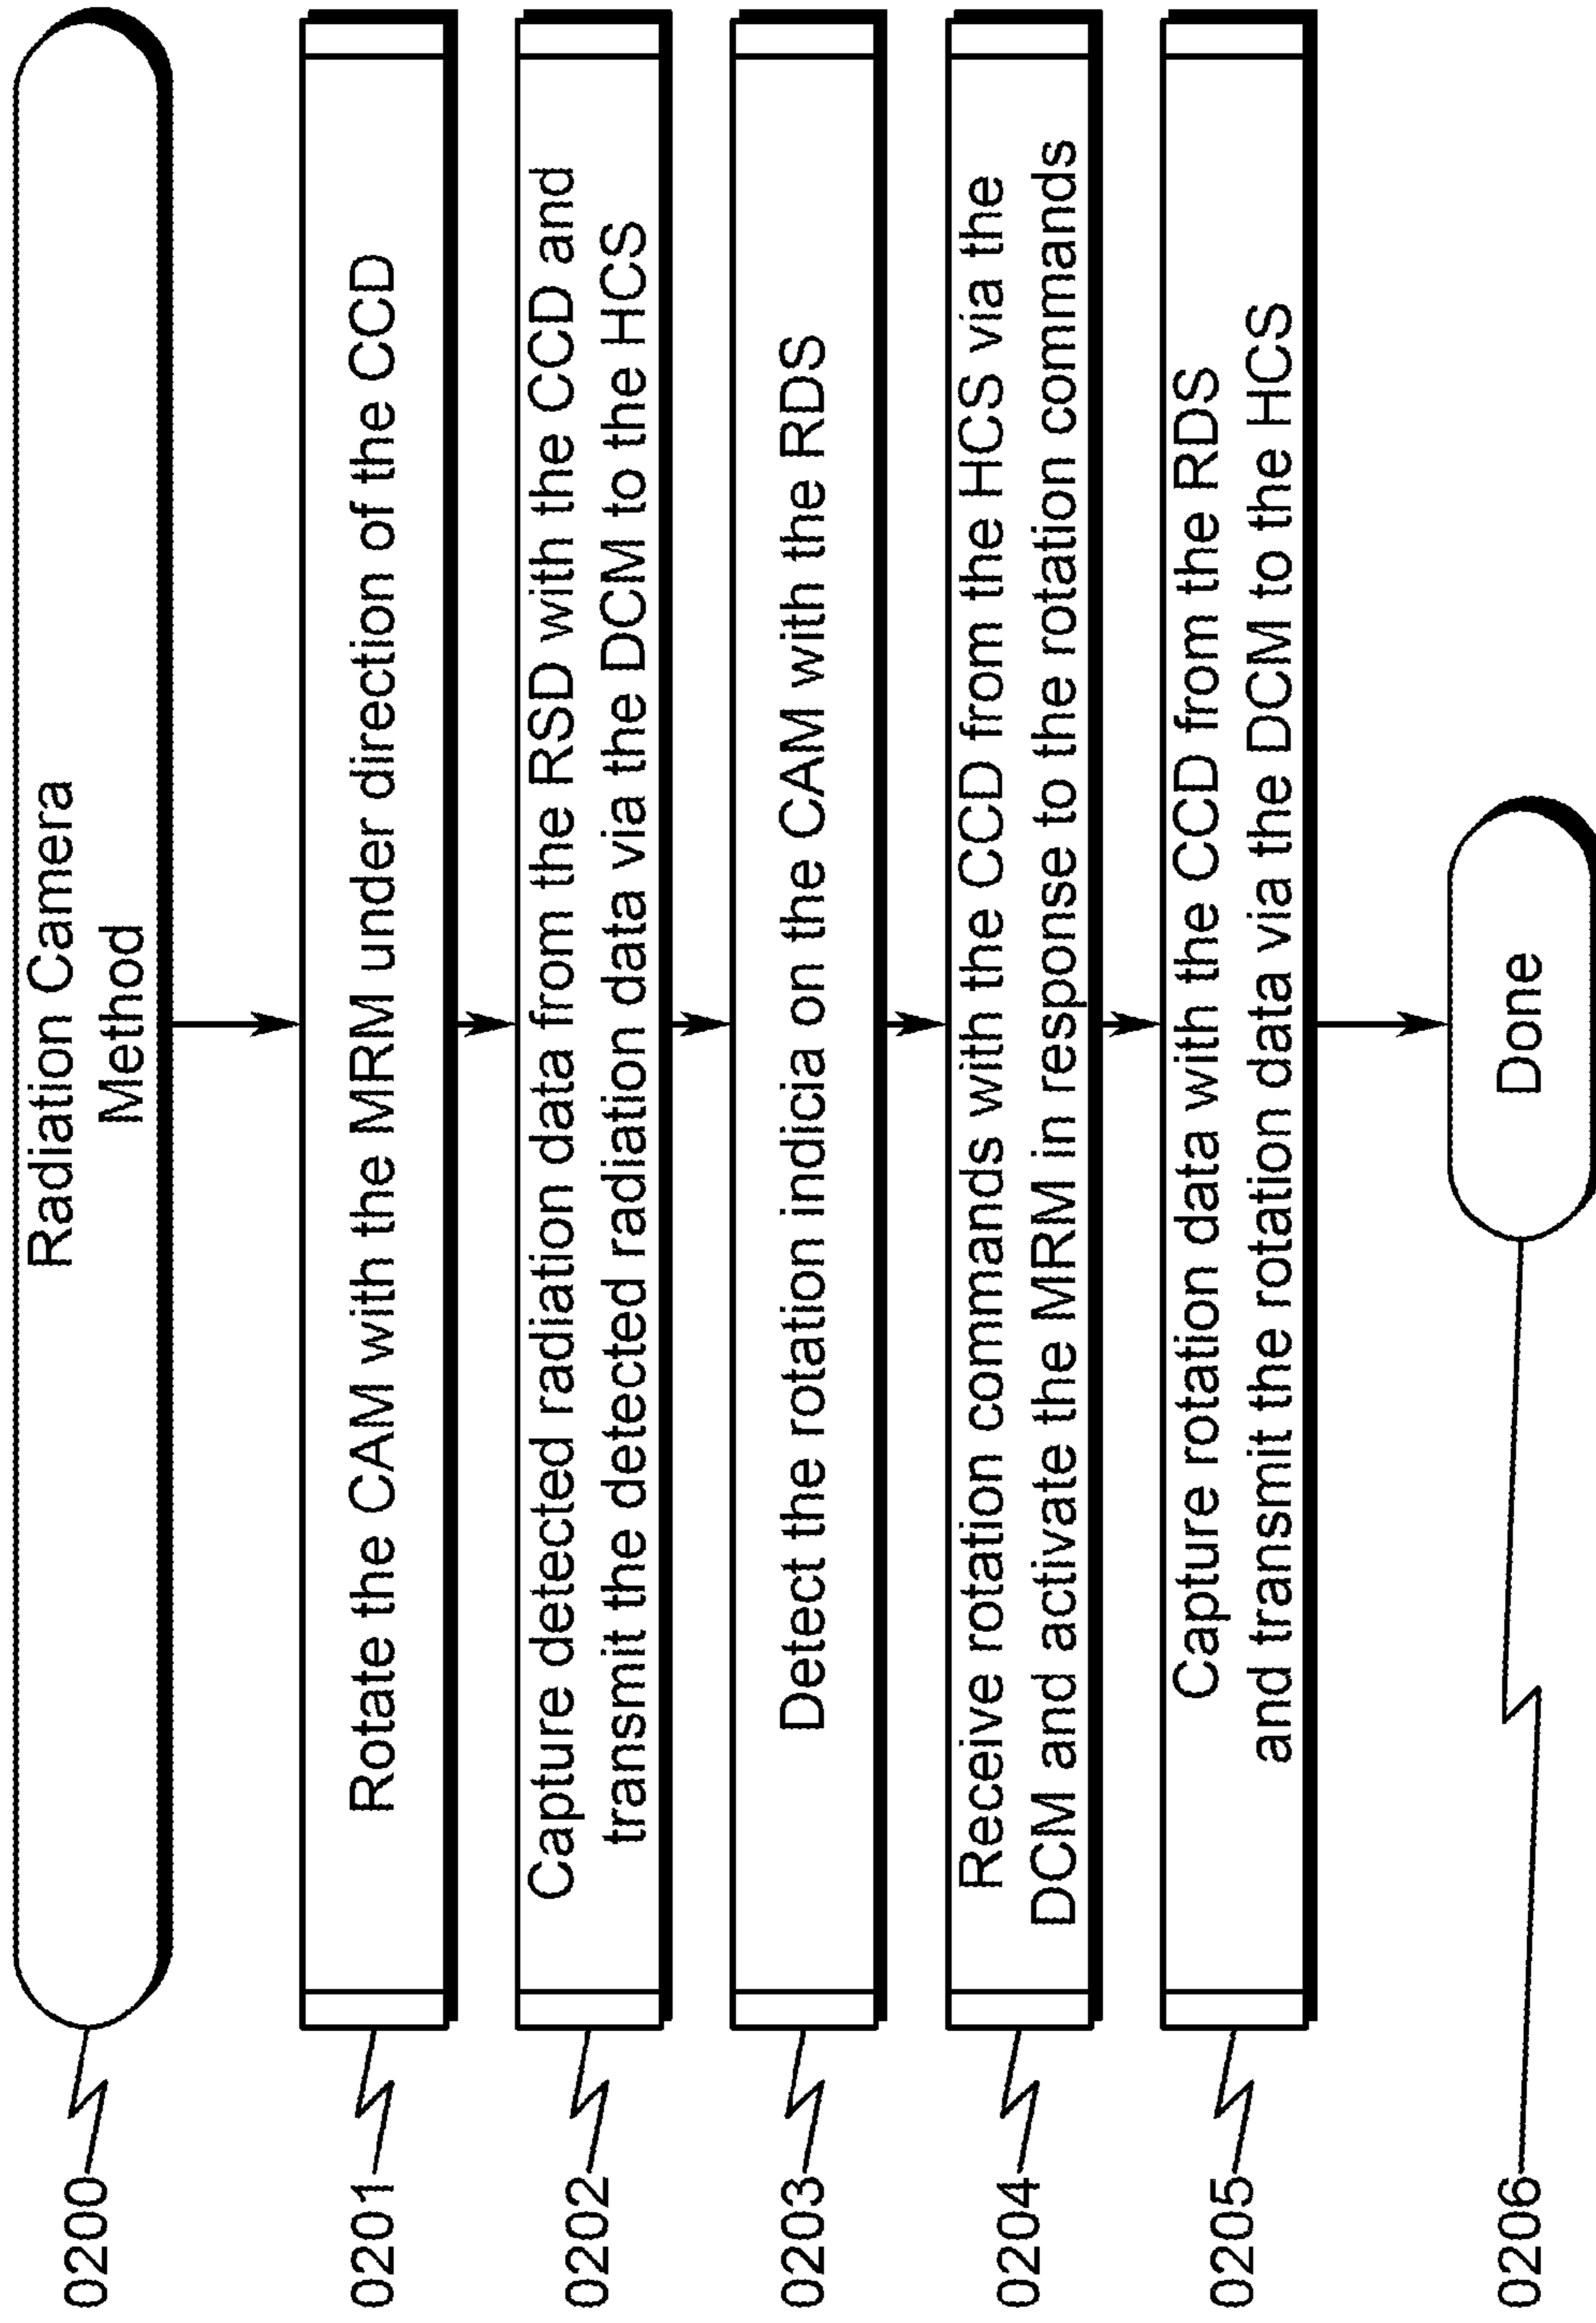 Radiation Camera
Method
0200
Rotate the CAM with the MRM under direction of the CCD
0201
Capture detected radiation data from the RSD with the CCD and
transmit the detected radiation data via the DCM to the HCS
0202
Detect the rotation indicia on the CAM with the RDS
0203
Receive rotation commands with the CCD from the HCS via the
DCM and activate the MRM in response to the rotation commands
0204
Capture rotation data with the CCD from the RDS
and transmit the rotation data via the DCM to the HCS
0205
Done
0206